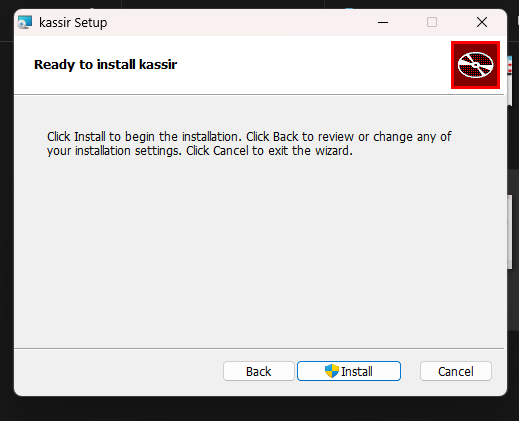 kassir Setup
Ready to install kassir
Click Install to begin the installation. Click Back to review or change any of
your installation settings. Click Cancel to exit the wizard.
Back
Install
Cancel